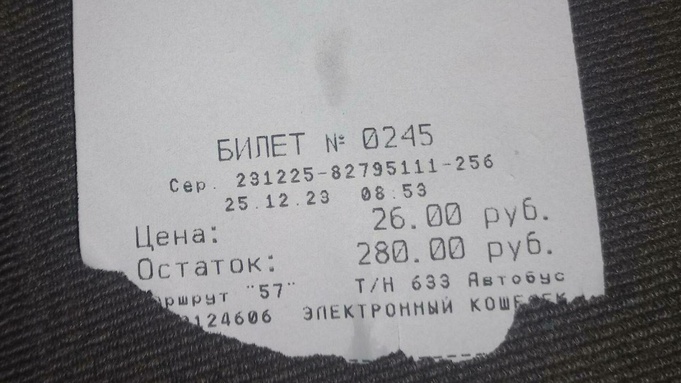 БИЛЕТ № 0245
Сер. 231225-82795111-256
25.12.23 08:53
Цена: 26.00 руб.
Остаток: 280.00 руб.
"57" Т/Н 633 Автобус
124606 ЭЛЕКТРОННЫЙ